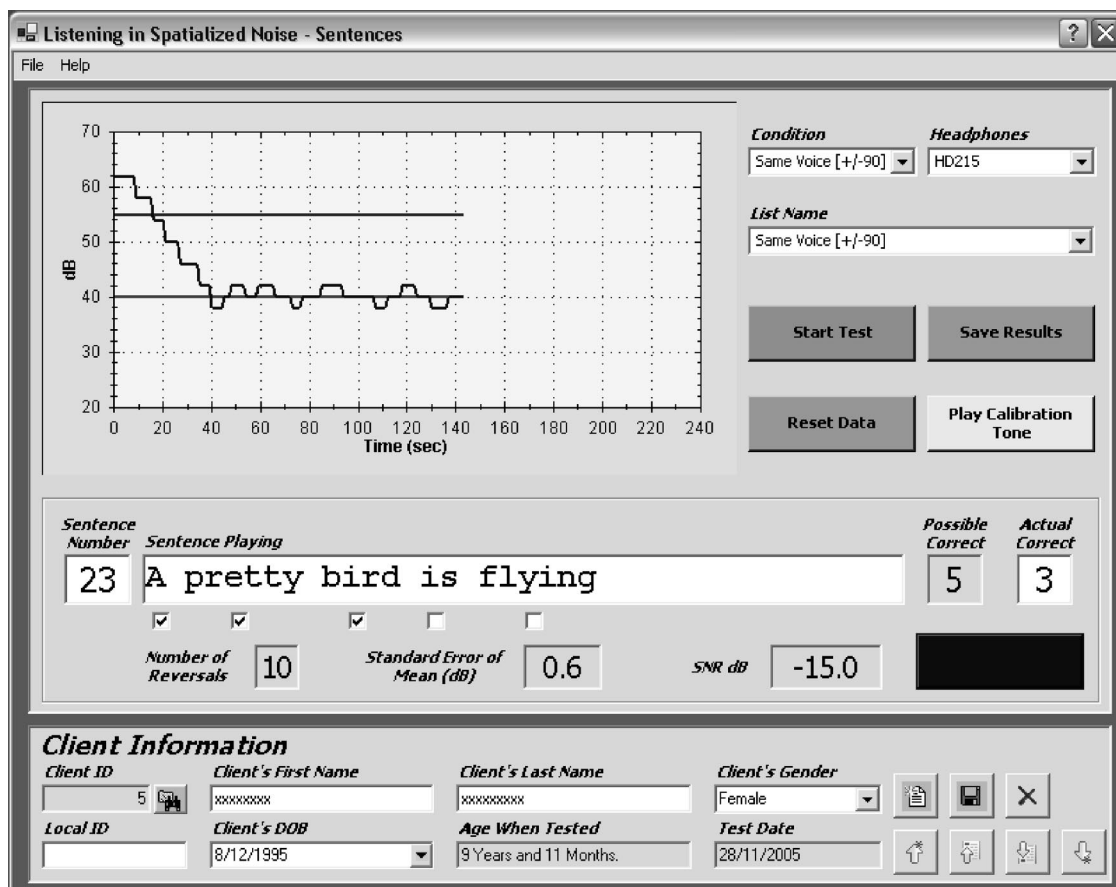 Listening in Spatialized Noise - Sentences
File Help
70
60
50
40
30
20
dB
0 20 40 60 80 100 120 140 160 180 200 220 240
Time (sec)
Condition Headphones
Same Voice [+/-90] HD215
List Name
Same Voice [+/-90]
Start Test Save Results
Reset Data Play Calibration
Tone
Sentence
Number Sentence Playing Possible
Correct Actual
Correct
23 A pretty bird is flying 5 3
Number of
Reversals 10 Standard Error of
Mean (dB) 0.6 SNR dB -15.0
Client Information
Client ID Client's First Name Client's Last Name Client's Gender
5 xxxxxxxx xxxxxxxxx Female
Local ID Client's DOB Age When Tested Test Date
8/12/1995 9 Years and 11 Months. 28/11/2005